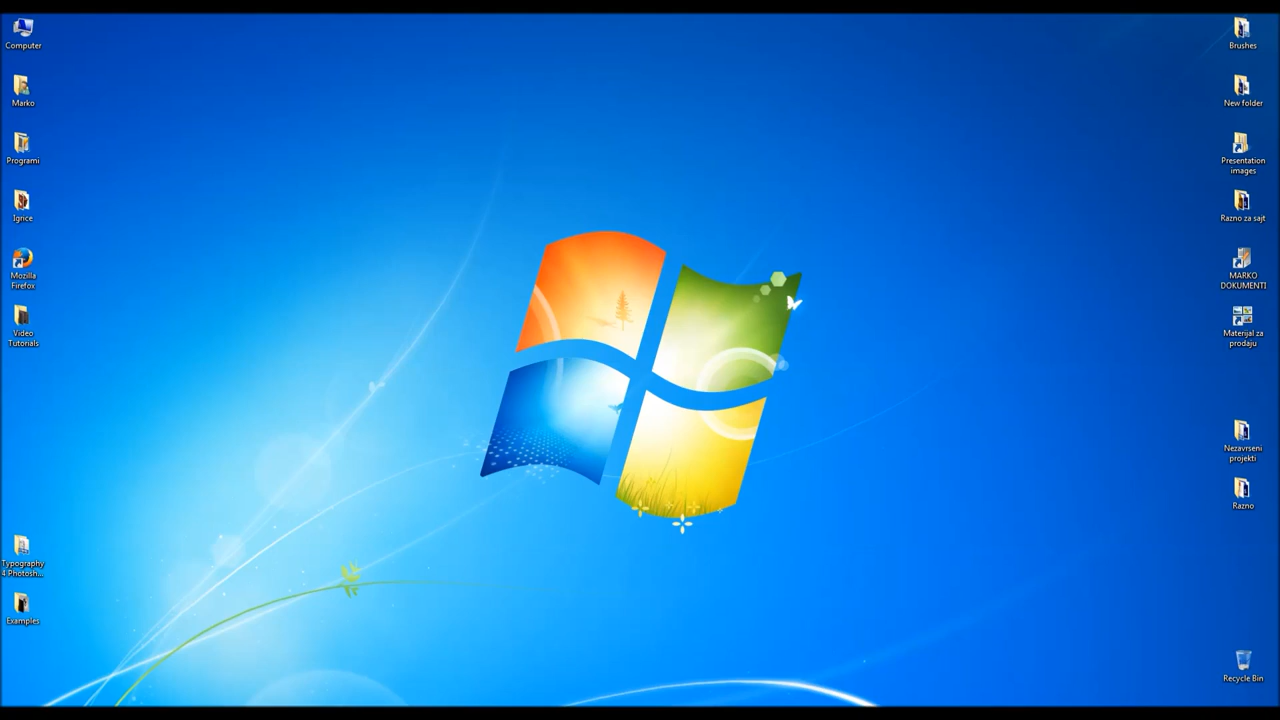 Computer
Marko
Programi
Igrice
Mozilla
Firefox
Video
Tutorials
Typography
4 Photosh...
Examples
Brushes
New folder
Presentation
images
Razno za sajt
MARKO
DOKUMENTI
Materijal za
prodaju
Nezavrseni
projekti
Razno
Recycle Bin